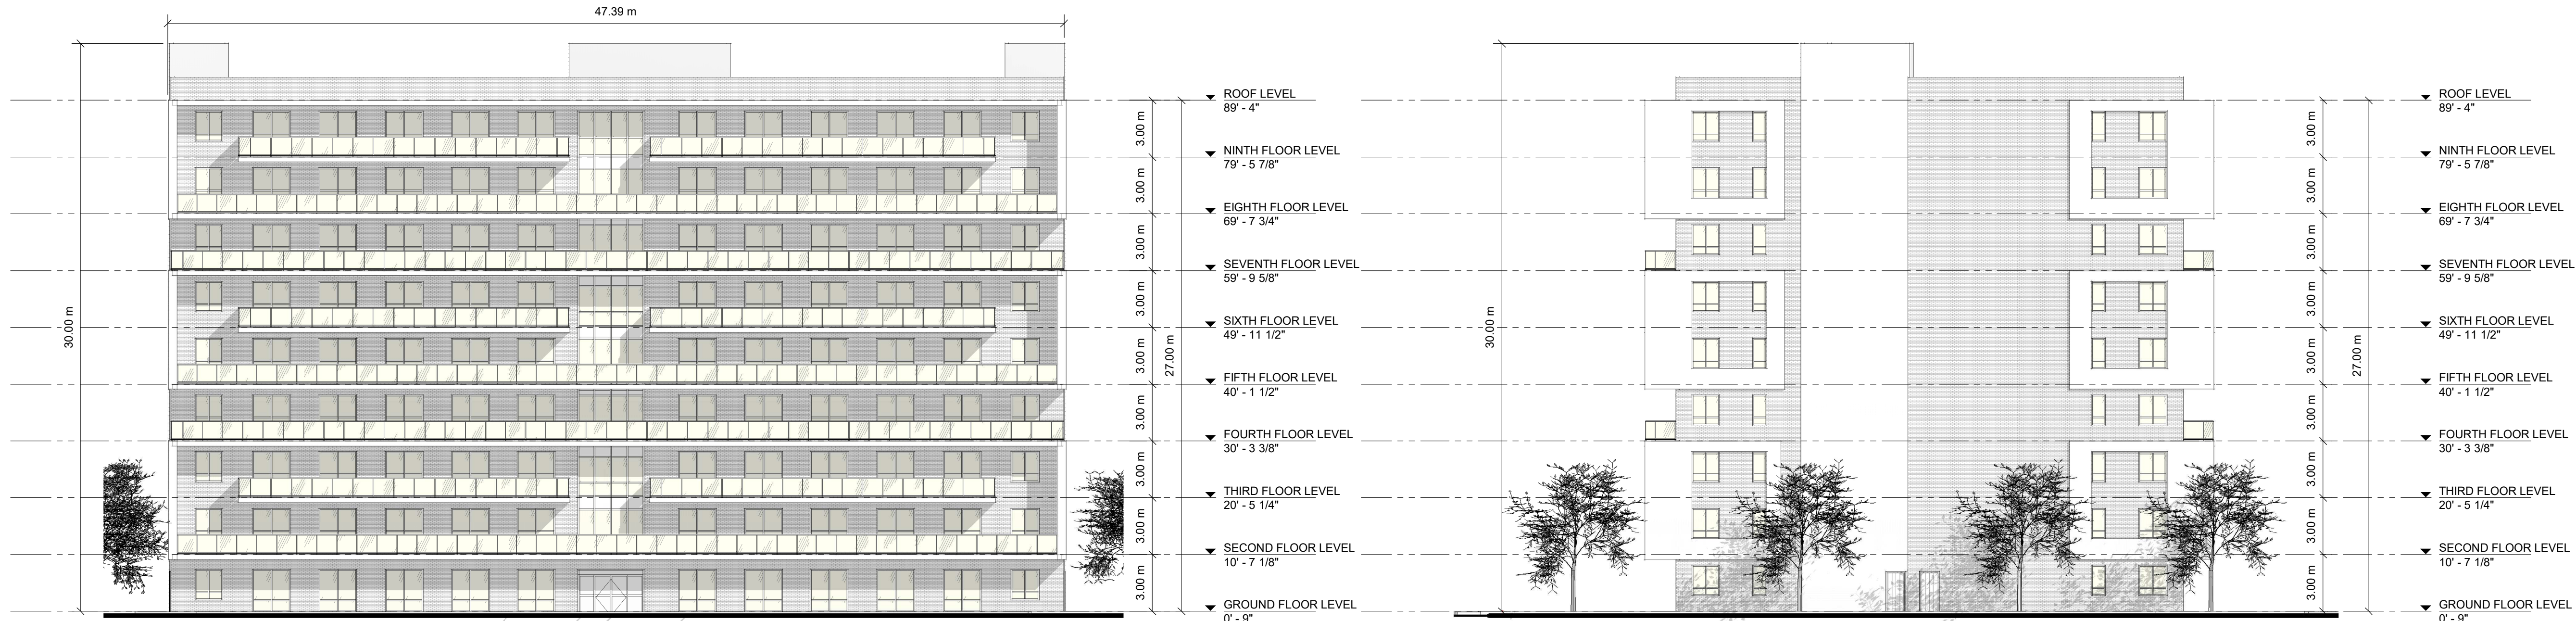 47.39 m
30.00 m
ROOF LEVEL
89' - 4"
3.00 m
NINTH FLOOR LEVEL
79' - 5 7/8"
3.00 m
EIGHTH FLOOR LEVEL
69' - 7 3/4"
3.00 m
SEVENTH FLOOR LEVEL
59' - 9 5/8"
3.00 m
SIXTH FLOOR LEVEL
49' - 11 1/2"
3.00 m
27.00 m
FIFTH FLOOR LEVEL
40' - 1 1/2"
3.00 m
FOURTH FLOOR LEVEL
30' - 3 3/8"
3.00 m
THIRD FLOOR LEVEL
20' - 5 1/4"
3.00 m
SECOND FLOOR LEVEL
10' - 7 1/8"
3.00 m
GROUND FLOOR LEVEL
0' - 9"
30.00 m
ROOF LEVEL
89' - 4"
3.00 m
NINTH FLOOR LEVEL
79' - 5 7/8"
3.00 m
EIGHTH FLOOR LEVEL
69' - 7 3/4"
3.00 m
SEVENTH FLOOR LEVEL
59' - 9 5/8"
3.00 m
SIXTH FLOOR LEVEL
49' - 11 1/2"
3.00 m
27.00 m
FIFTH FLOOR LEVEL
40' - 1 1/2"
3.00 m
FOURTH FLOOR LEVEL
30' - 3 3/8"
3.00 m
THIRD FLOOR LEVEL
20' - 5 1/4"
3.00 m
SECOND FLOOR LEVEL
10' - 7 1/8"
3.00 m
GROUND FLOOR LEVEL
0' - 9"